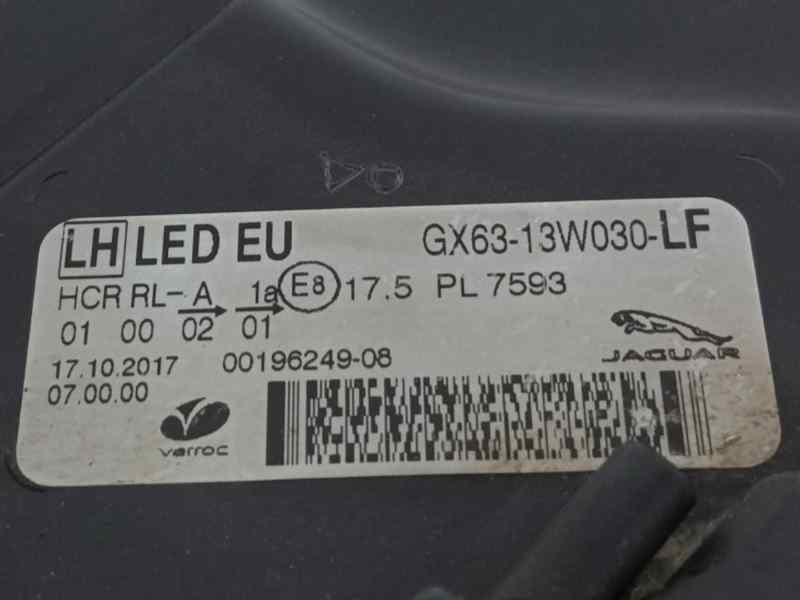 LH LED EU GX63-13W030-LF
HCR RL-A 1a E8 17.5 PL 7593
01 00 02 01
JAGUAR
17.10.2017 00196249-08
07.00.00
varroc